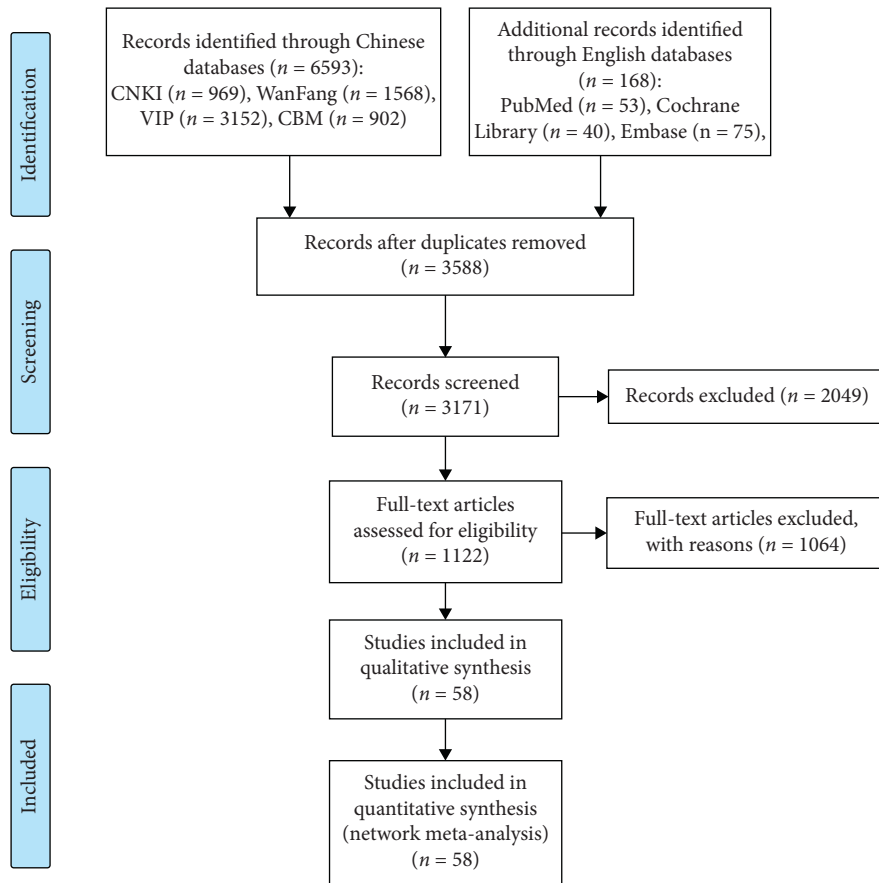 Identification
Records identified through Chinese
databases (n = 6593):
CNKI (n = 969), WanFang (n = 1568),
VIP (n = 3152), CBM (n = 902)
Additional records identified
through English databases
(n = 168):
PubMed (n = 53), Cochrane
Library (n = 40), Embase (n = 75),
Records after duplicates removed
(n = 3588)
Screening
Records screened
(n = 3171)
Records excluded (n = 2049)
Eligibility
Full-text articles
assessed for eligibility
(n = 1122)
Full-text articles excluded,
with reasons (n = 1064)
Studies included in
qualitative synthesis
(n = 58)
Included
Studies included in
quantitative synthesis
(network meta-analysis)
(n = 58)